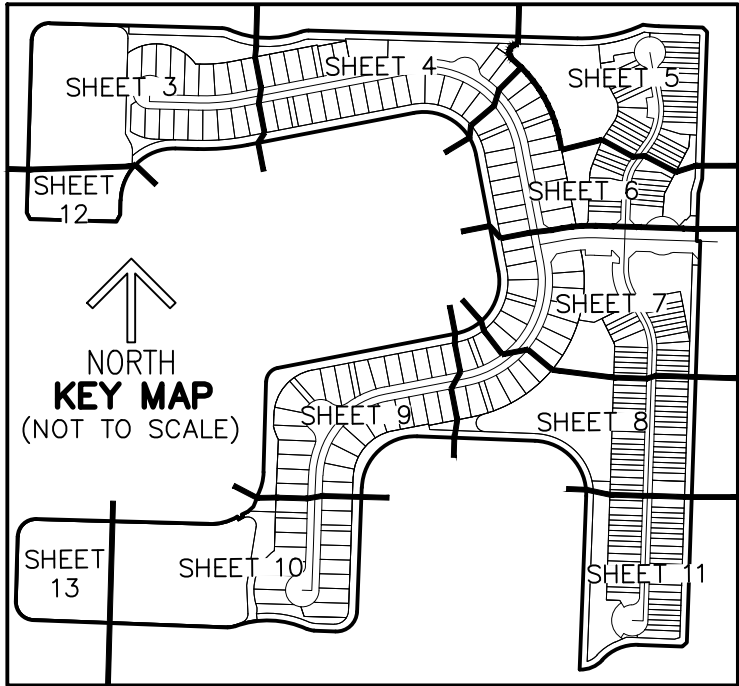 SHEET 3
SHEET 4
SHEET 5
SHEET
12
SHEET 6
SHEET 7
NORTH
KEY MAP
(NOT TO SCALE)
SHEET 9
SHEET 8
SHEET
13
SHEET 10
SHEET 11